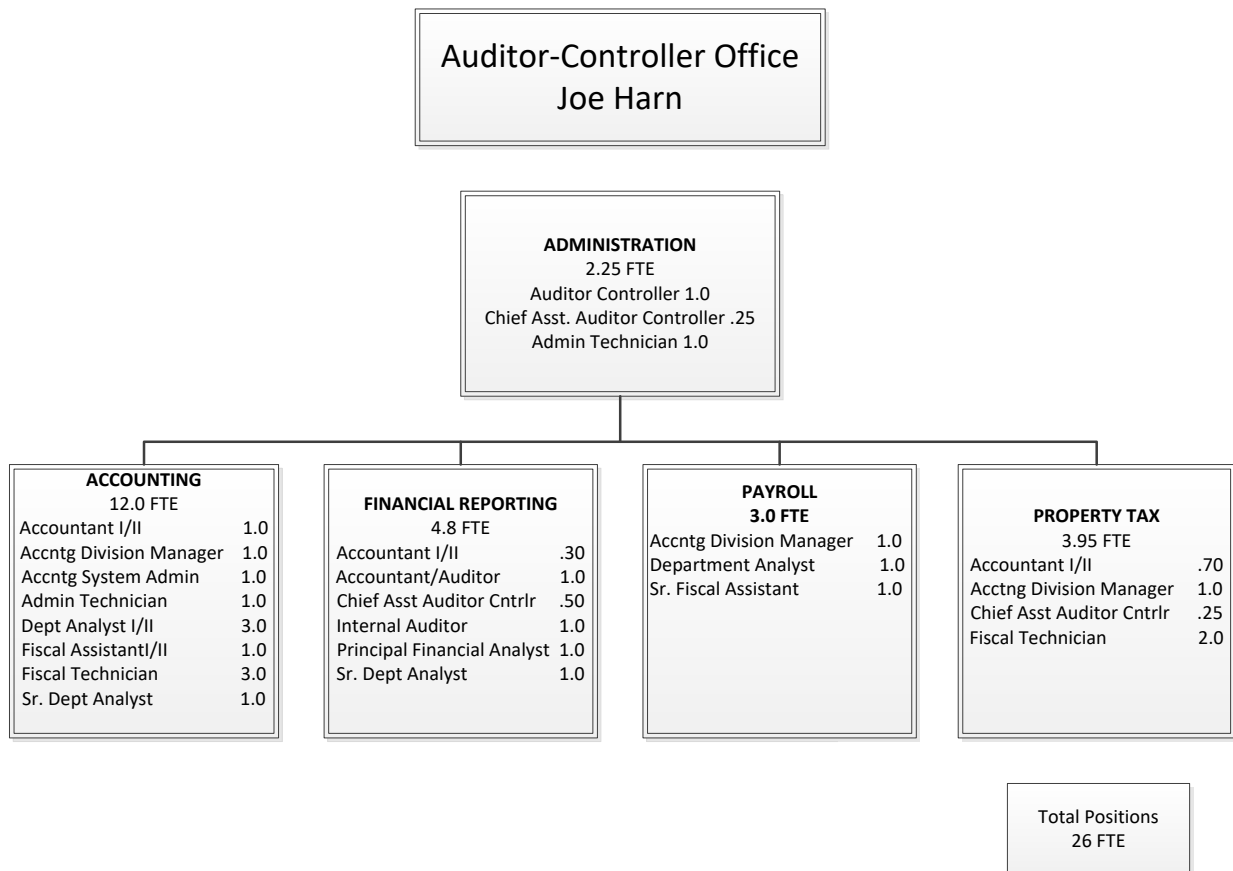 Auditor-Controller Office
Joe Harn
ADMINISTRATION
2.25 FTE
Auditor Controller 1.0
Chief Asst. Auditor Controller .25
Admin Technician 1.0
ACCOUNTING
12.0 FTE
Accountant I/II 1.0
Accntg Division Manager 1.0
Accntg System Admin 1.0
Admin Technician 1.0
Dept Analyst I/II 3.0
Fiscal AssistantI/II 1.0
Fiscal Technician 3.0
Sr. Dept Analyst 1.0
FINANCIAL REPORTING
4.8 FTE
Accountant I/II .30
Accountant/Auditor 1.0
Chief Asst Auditor Cntrlr .50
Internal Auditor 1.0
Principal Financial Analyst 1.0
Sr. Dept Analyst 1.0
PAYROLL
3.0 FTE
Accntg Division Manager 1.0
Department Analyst 1.0
Sr. Fiscal Assistant 1.0
PROPERTY TAX
3.95 FTE
Accountant I/II .70
Acctng Division Manager 1.0
Chief Asst Auditor Cntrlr .25
Fiscal Technician 2.0
Total Positions
26 FTE